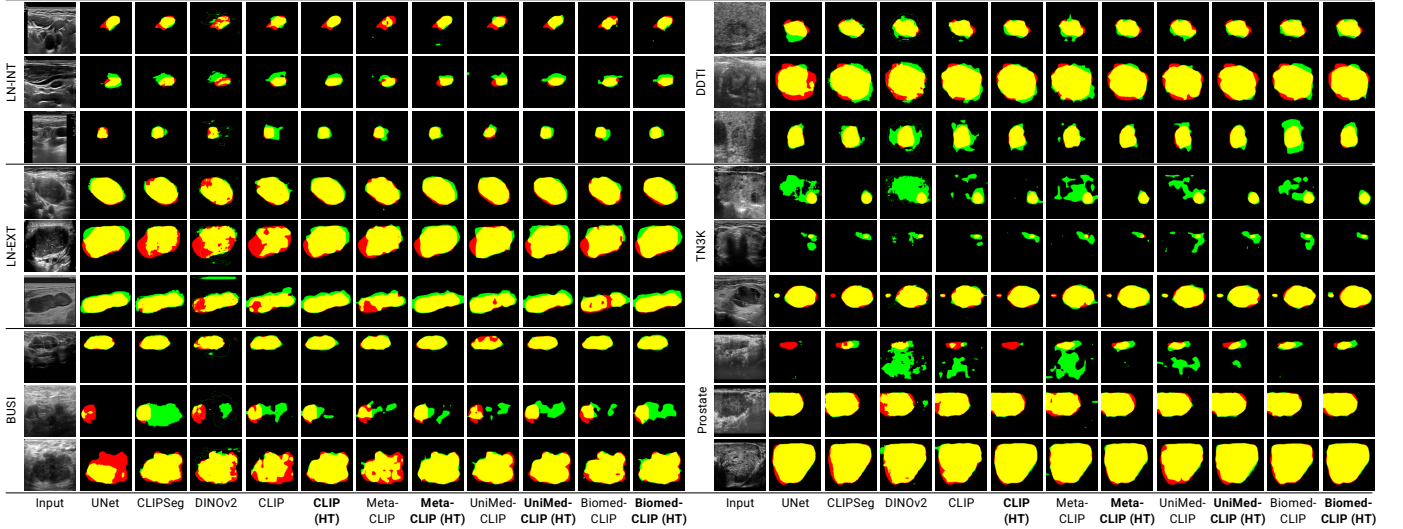 LN-INT
LN-EXT
BUSI
DDTI
TN3K
Prostate
Input UNet CLIPSeg DINOv2 CLIP CLIP (HT) Meta-CLIP Meta-CLIP (HT) UniMed-CLIP UniMed-CLIP (HT) Biomed-CLIP Biomed-CLIP (HT)
Input UNet CLIPSeg DINOv2 CLIP CLIP (HT) Meta-CLIP Meta-CLIP (HT) UniMed-CLIP UniMed-CLIP (HT) Biomed-CLIP Biomed-CLIP (HT)